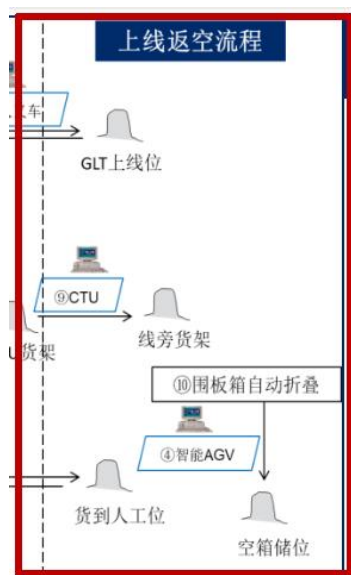 上线返空流程
叉车
GLT上线位
⑨CTU
货架
线旁货架
⑩围板箱自动折叠
④智能AGV
货到人工位
空箱储位